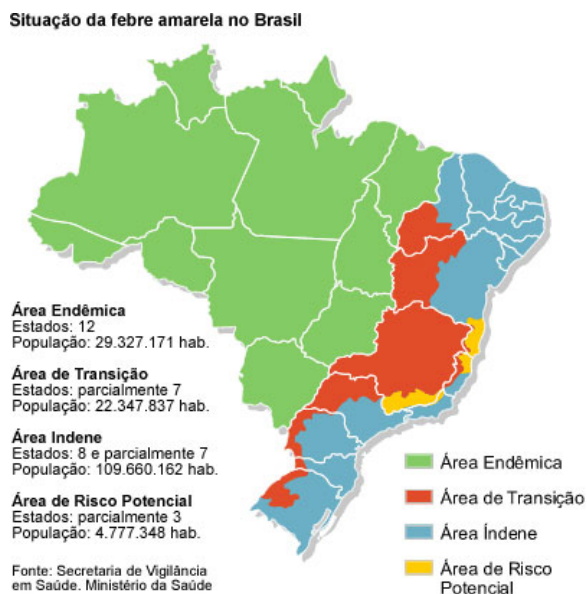 Situação da febre amarela no Brasil
Área Endêmica
Estados: 12
População: 29.327.171 hab.
Área de Transição
Estados: parcialmente 7
População: 22.347.837 hab.
Área Indene
Estados: 8 e parcialmente 7
População: 109.660.162 hab.
Área de Risco Potencial
Estados: parcialmente 3
População: 4.777.348 hab.
Fonte: Secretaria de Vigilância
em Saúde. Ministério da Saúde
Área Endêmica
Área de Transição
Área Índene
Área de Risco
Potencial